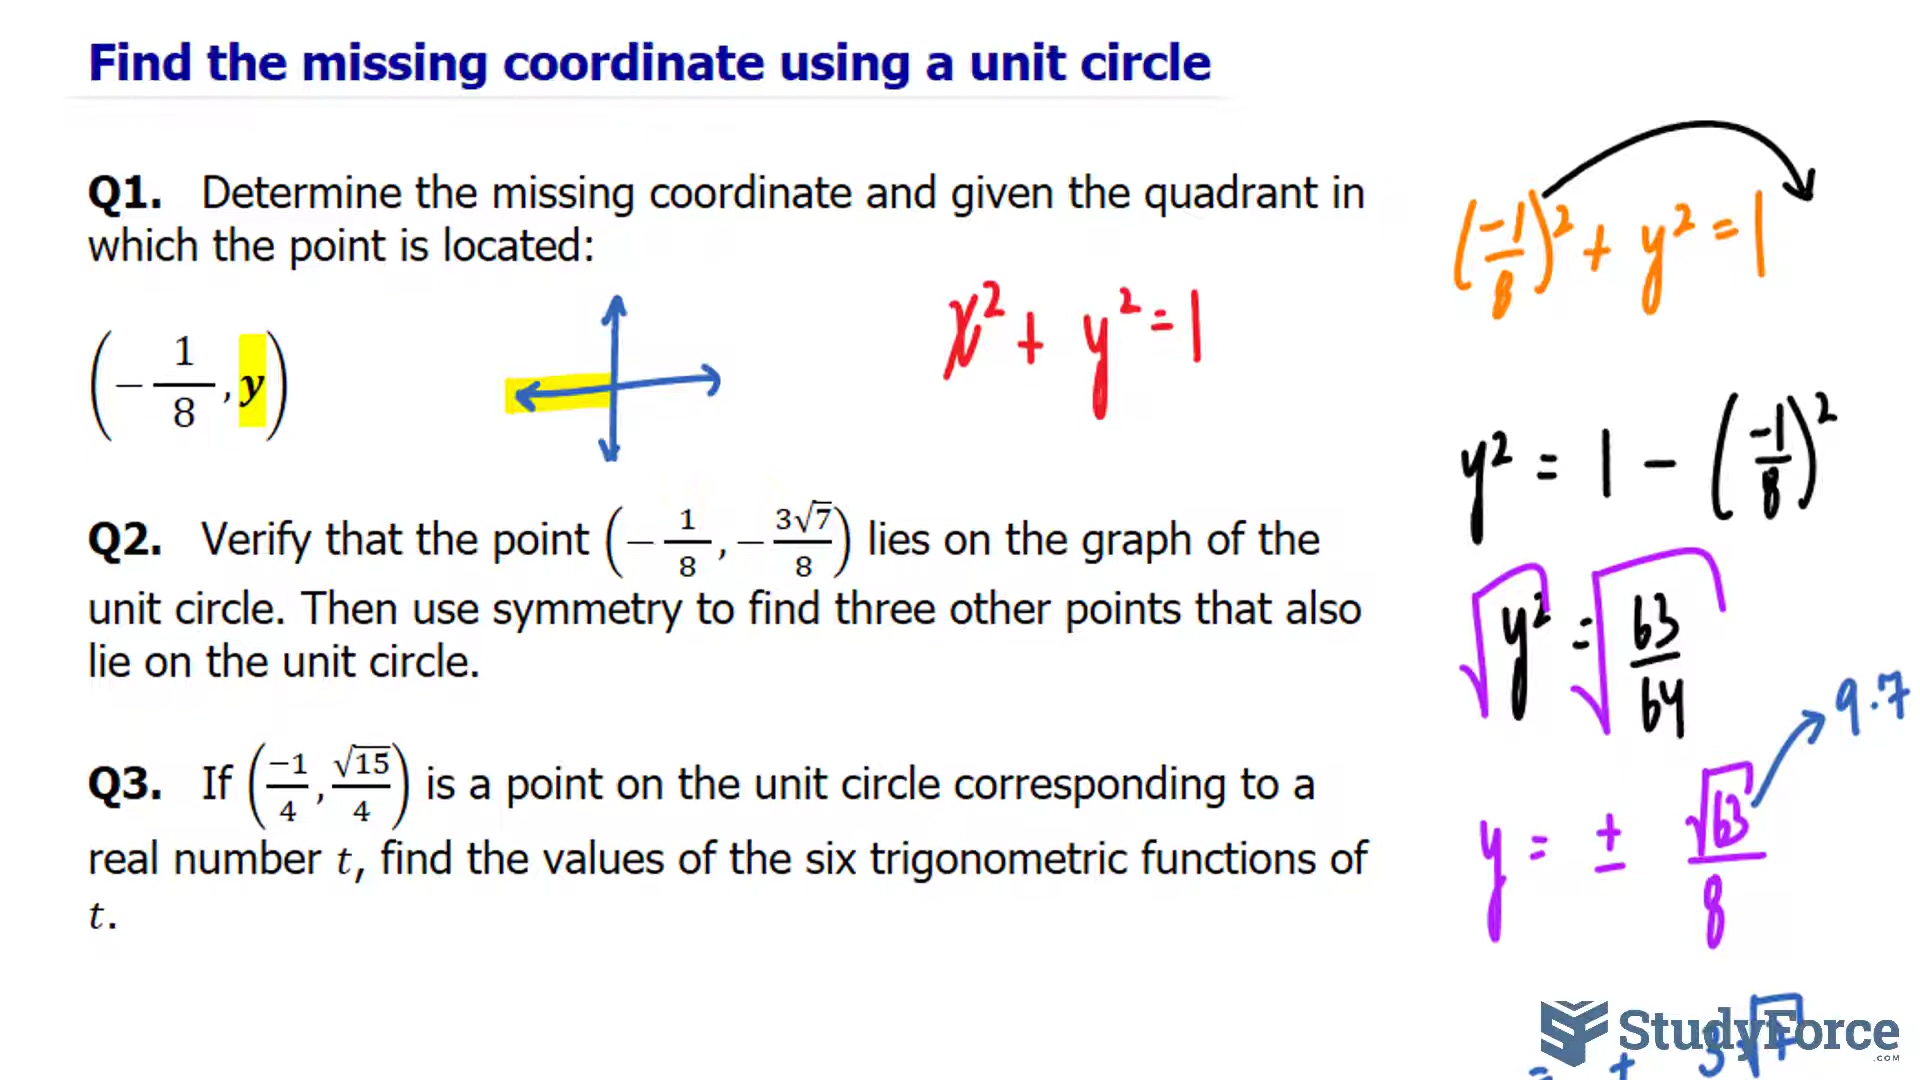 Find the missing coordinate using a unit circle
Q1. Determine the missing coordinate and given the quadrant in
which the point is located:
(-1/8, y)
x² + y² = 1
Q2. Verify that the point (-1/8, -3√7/8) lies on the graph of the
unit circle. Then use symmetry to find three other points that also
lie on the unit circle.
Q3. If (-1/4, √15/4) is a point on the unit circle corresponding to a
real number t, find the values of the six trigonometric functions of
t.
(-1/8)² + y² = 1
y² = 1 - (-1/8)²
√y² = √63/64
9.7
y = ± √63/8
= + 3√7
StudyForce
.COM